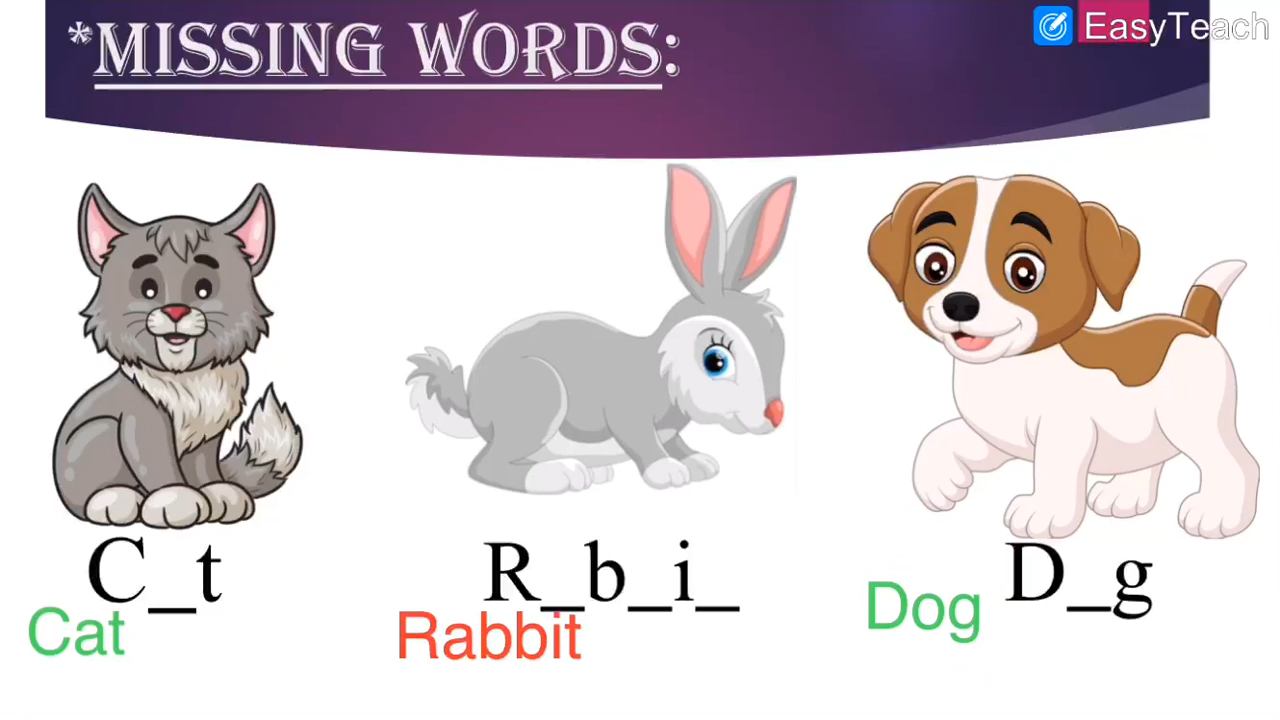 *MISSING WORDS:
EasyTeach
C_t
R_b_i_
D_g
Cat
Rabbit
Dog